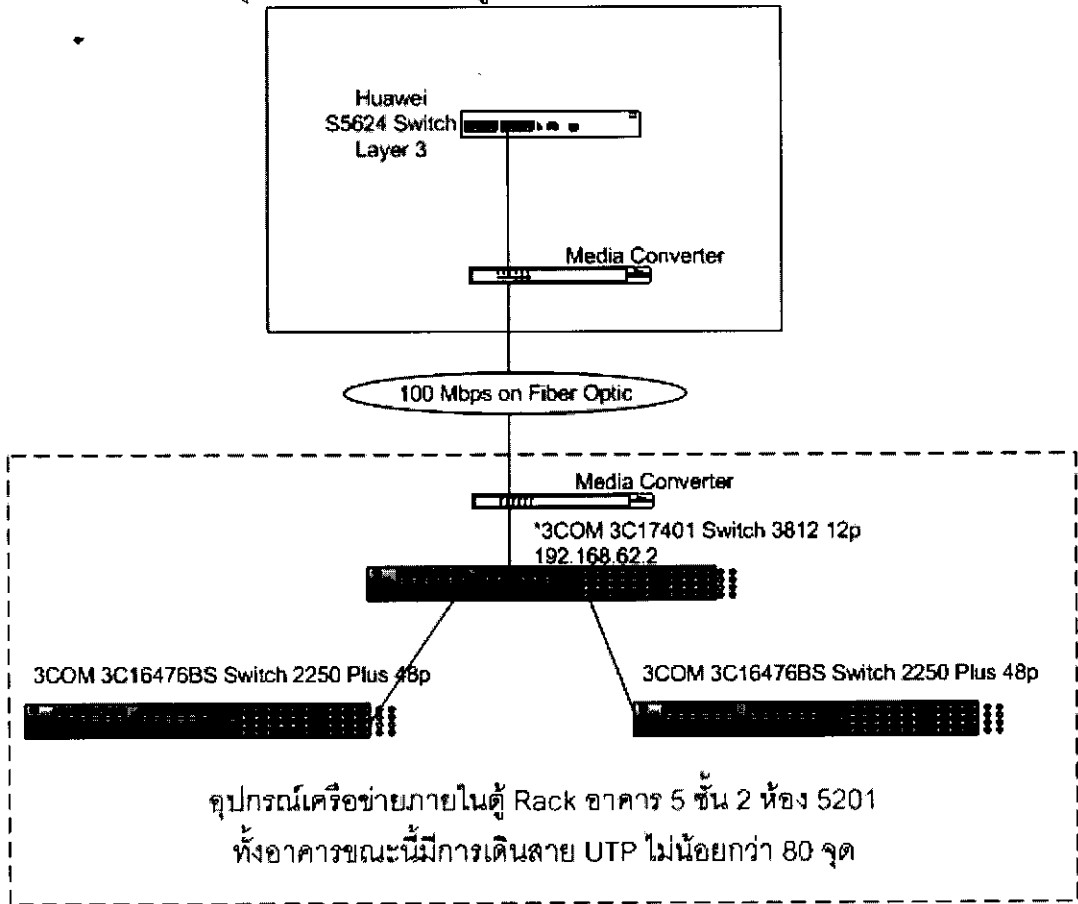 Huawei
S5624 Switch
Layer 3
Media Converter
100 Mbps on Fiber Optic
Media Converter
*3COM 3C17401 Switch 3812 12p
192.168.62.2
3COM 3C16476BS Switch 2250 Plus 48p
3COM 3C16476BS Switch 2250 Plus 48p
อุปกรณ์เครือข่ายภายในตู้ Rack อาคาร 5 ชั้น 2 ห้อง 5201
ทั้งอาคารขณะนี้มีการเดินสาย UTP ไม่น้อยกว่า 80 จุด